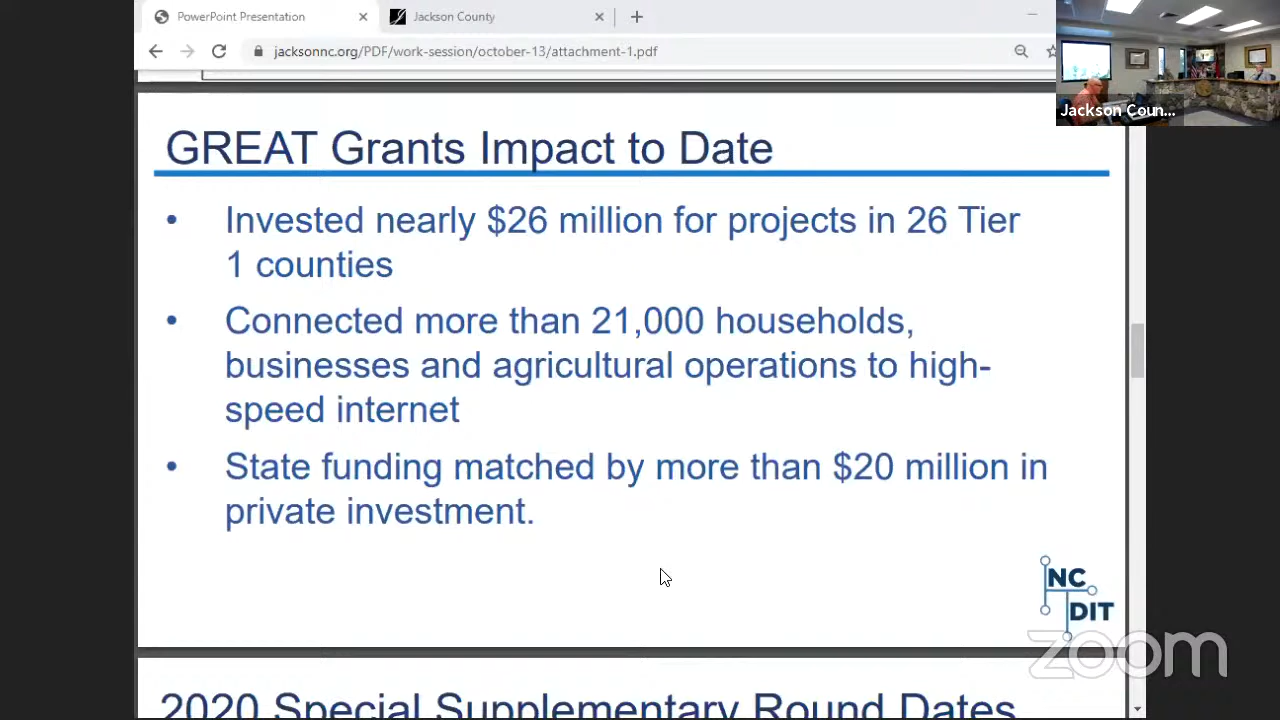 PowerPoint Presentation
Jackson County
jacksonnc.org/PDF/work-session/october-13/attachment-1.pdf
Jackson Coun...
GREAT Grants Impact to Date
• Invested nearly $26 million for projects in 26 Tier
1 counties
• Connected more than 21,000 households,
businesses and agricultural operations to high-
speed internet
• State funding matched by more than $20 million in
private investment.
NC
DIT
zoom
2020 Special Supplementary Round Dates